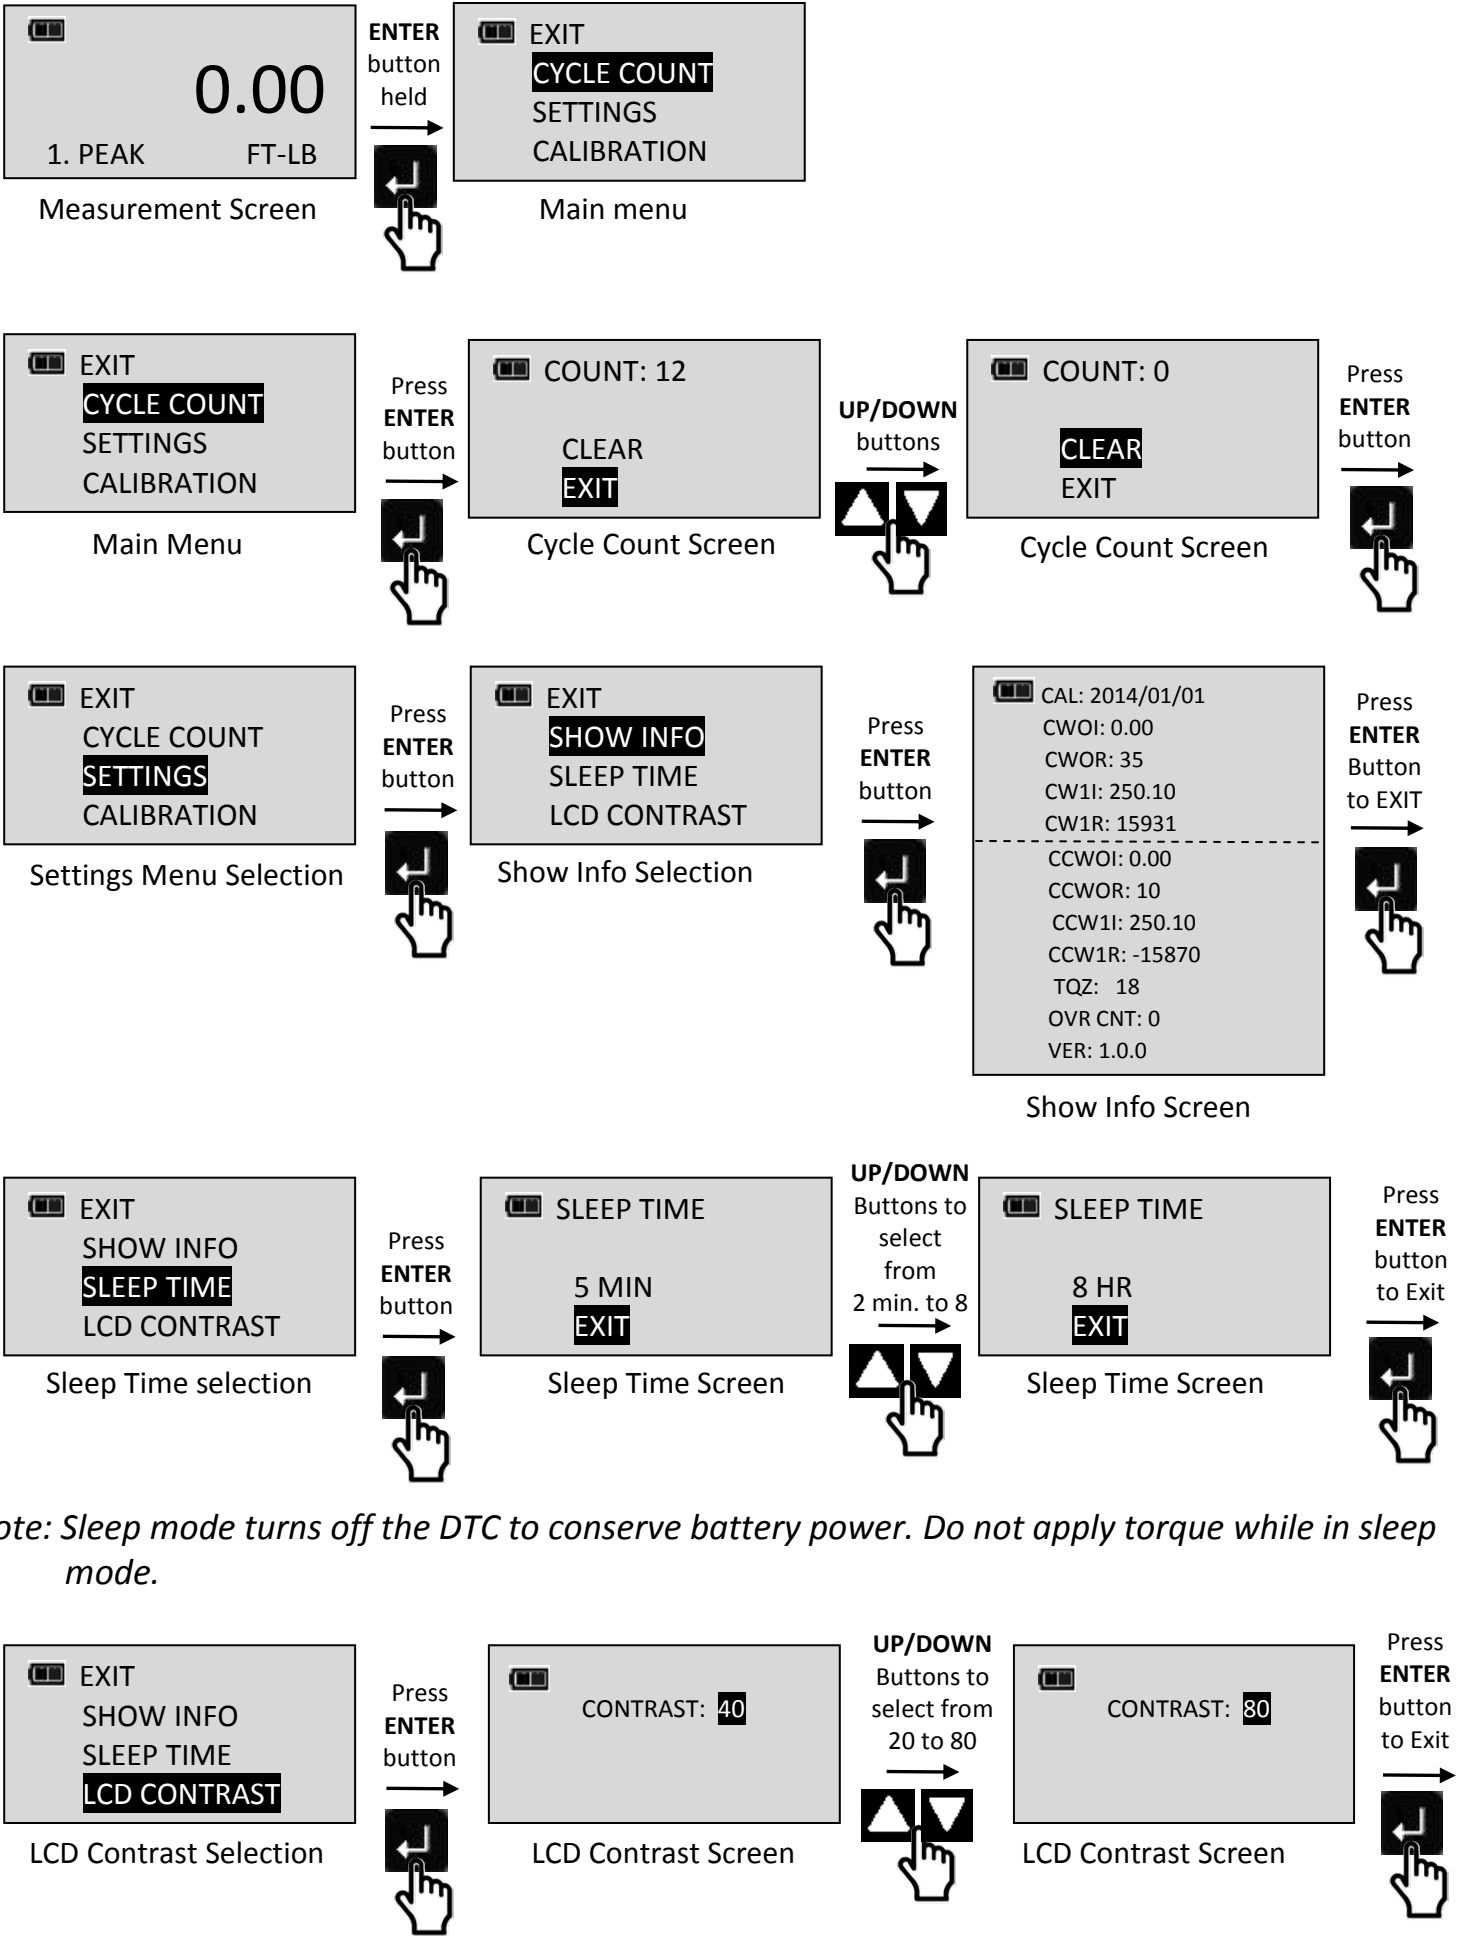 0.00
1. PEAK FT-LB
Measurement Screen
ENTER
button
held
EXIT
CYCLE COUNT
SETTINGS
CALIBRATION
Main menu
EXIT
CYCLE COUNT
SETTINGS
CALIBRATION
Main Menu
Press
ENTER
button
COUNT: 12
CLEAR
EXIT
Cycle Count Screen
UP/DOWN
buttons
COUNT: 0
CLEAR
EXIT
Cycle Count Screen
Press
ENTER
button
EXIT
CYCLE COUNT
SETTINGS
CALIBRATION
Settings Menu Selection
Press
ENTER
button
EXIT
SHOW INFO
SLEEP TIME
LCD CONTRAST
Show Info Selection
Press
ENTER
button
CAL: 2014/01/01
CWOI: 0.00
CWOR: 35
CW1I: 250.10
CW1R: 15931
CCWOI: 0.00
CCWOR: 10
CCW1I: 250.10
CCW1R: -15870
TQZ: 18
OVR CNT: 0
VER: 1.0.0
Show Info Screen
Press
ENTER
Button
to EXIT
EXIT
SHOW INFO
SLEEP TIME
LCD CONTRAST
Sleep Time selection
Press
ENTER
button
SLEEP TIME
5 MIN
EXIT
Sleep Time Screen
UP/DOWN
Buttons to
select
from
2 min. to 8
SLEEP TIME
8 HR
EXIT
Sleep Time Screen
Press
ENTER
button
to Exit
ote: Sleep mode turns off the DTC to conserve battery power. Do not apply torque while in sleep
mode.
EXIT
SHOW INFO
SLEEP TIME
LCD CONTRAST
LCD Contrast Selection
Press
ENTER
button
CONTRAST: 40
LCD Contrast Screen
UP/DOWN
Buttons to
select from
20 to 80
CONTRAST: 80
LCD Contrast Screen
Press
ENTER
button
to Exit